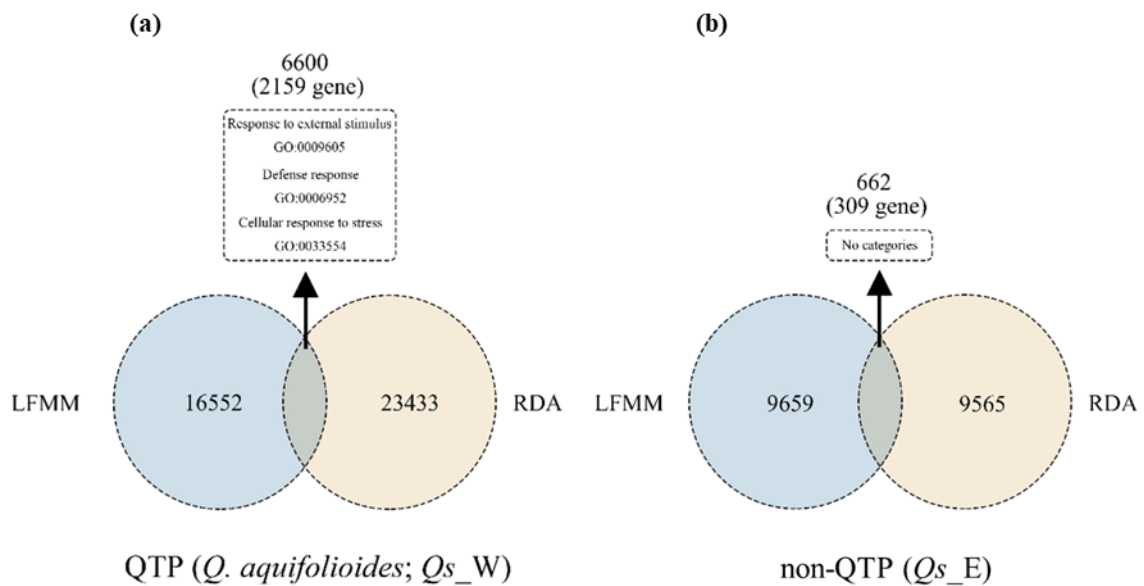 (a)
6600
(2159 gene)
Response to external stimulus
GO:0009605
Defense response
GO:0006952
Cellular response to stress
GO:0033554
LFMM
16552
23433
RDA
QTP (Q. aquifolioides; Qs_W)
(b)
662
(309 gene)
No categories
LFMM
9659
9565
RDA
non-QTP (Qs_E)